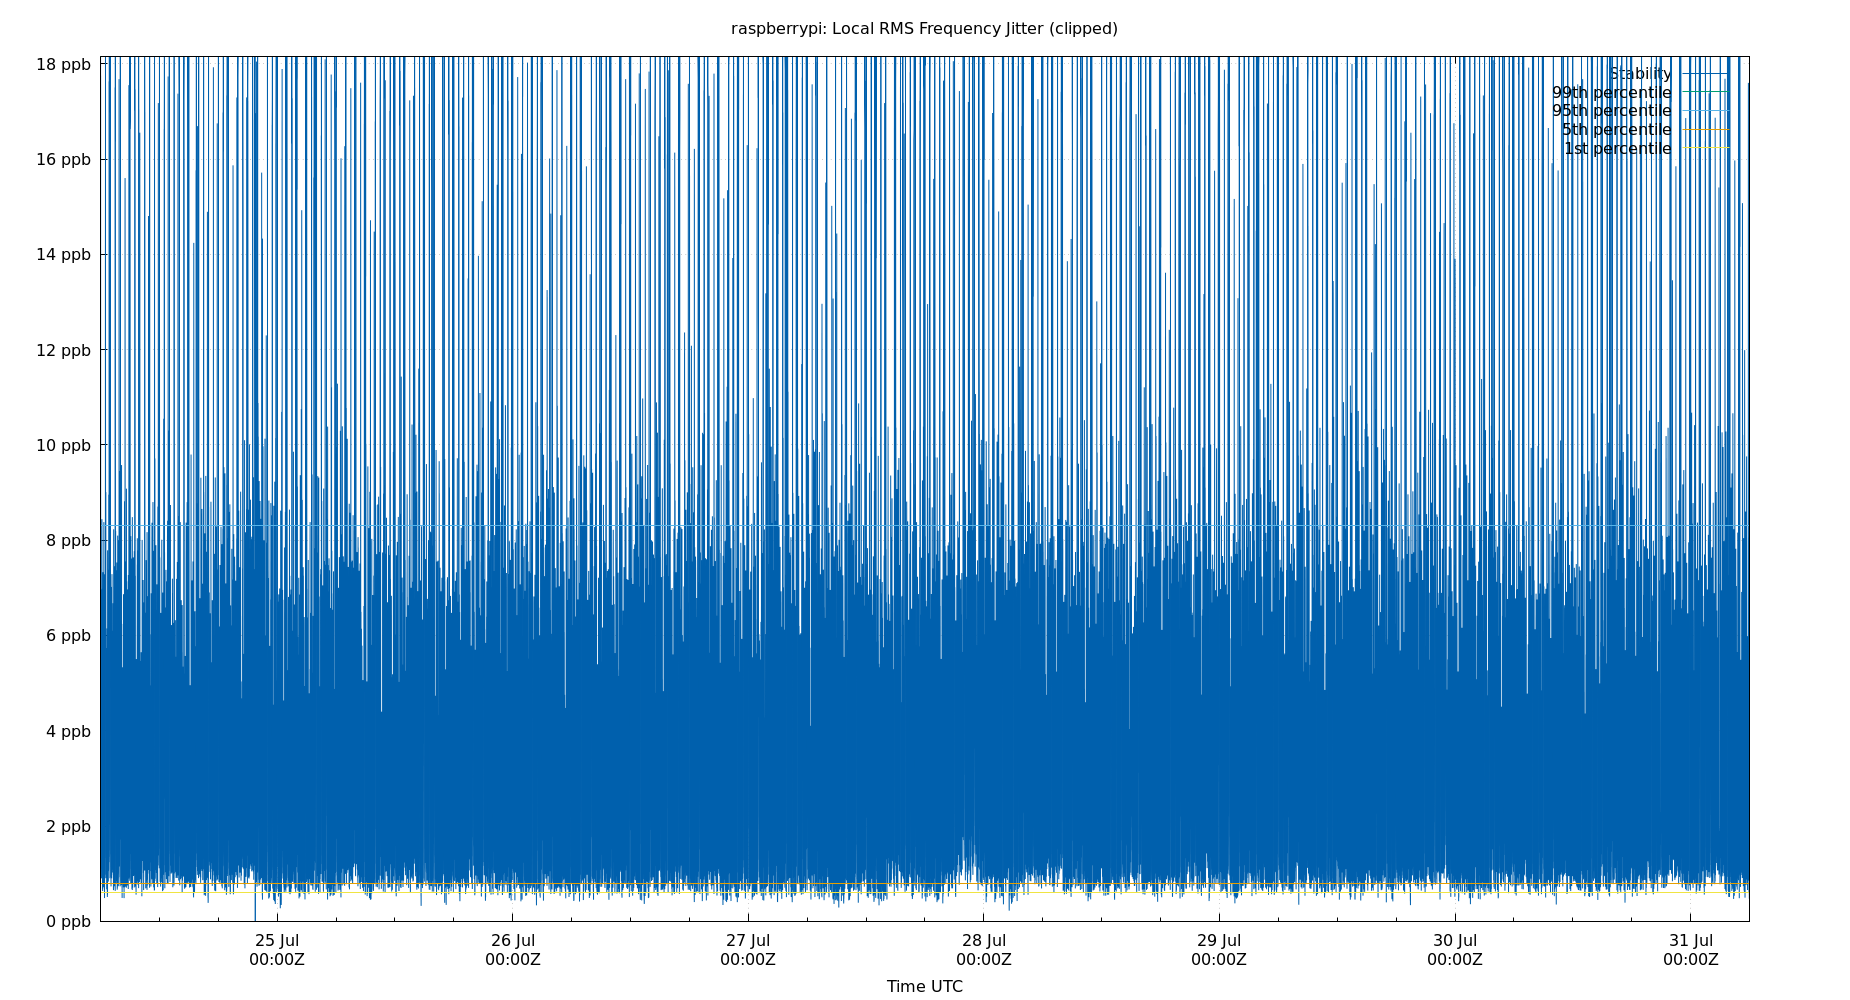 raspberrypi: Local RMS Frequency Jitter (clipped)
18 ppb
16 ppb
14 ppb
12 ppb
10 ppb
8 ppb
6 ppb
4 ppb
2 ppb
0 ppb
Stability
99th percentile
95th percentile
5th percentile
1st percentile
25 Jul 26 Jul 27 Jul 28 Jul 29 Jul 30 Jul 31 Jul
00:00Z 00:00Z 00:00Z 00:00Z 00:00Z 00:00Z 00:00Z
Time UTC